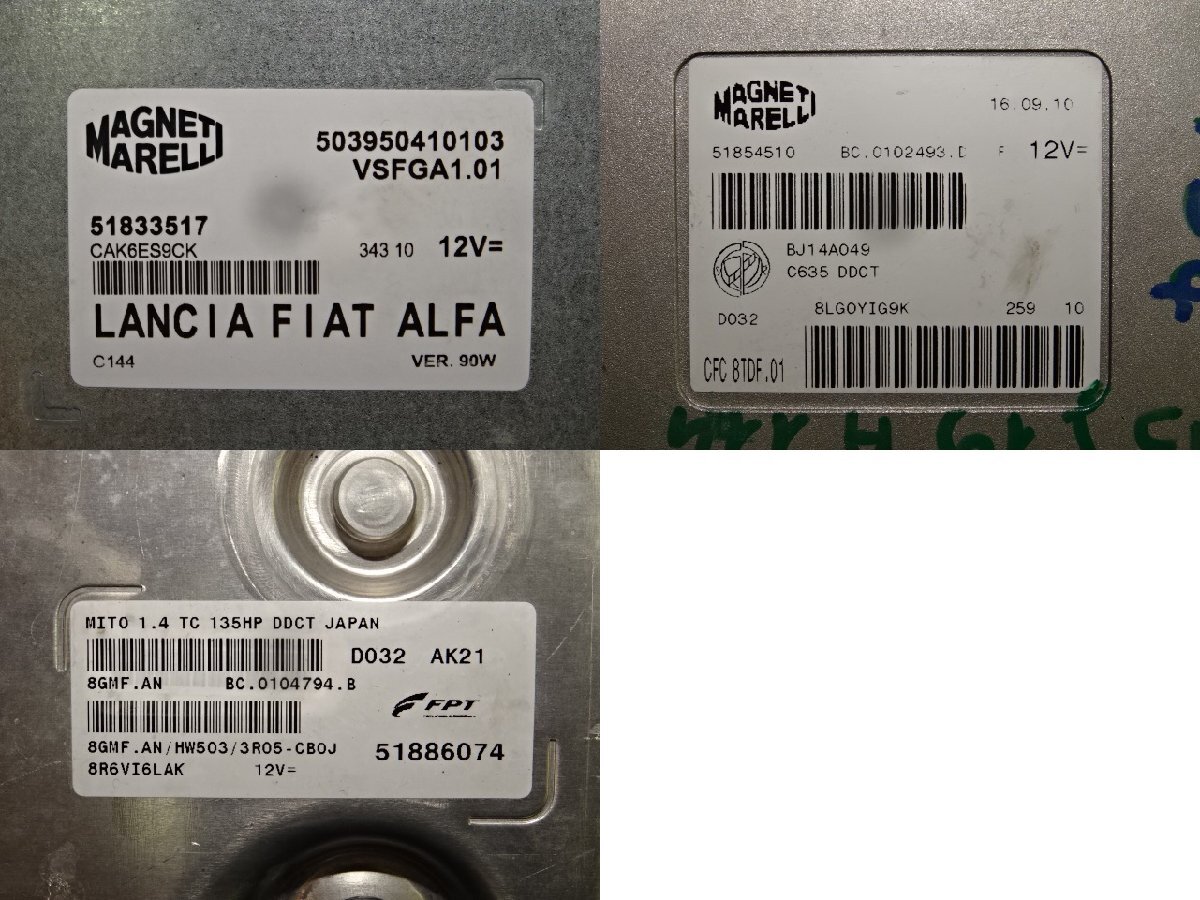 MAGNETI
MARELLI
503950410103
VSFGA1.01
51833517
CAK6ES9CK 343 10 12V=
LANCIA FIAT ALFA
C144 VER. 90W
MAGNETI
MARELLI
16.09.10
51854510 BC.0102493.D F 12V=
BJ14A049
C635 DDCT
D032 8LG0YIG9K 259 10
CFC 8TDF.01
MITO 1.4 TC 135HP DDCT JAPAN
D032 AK21
8GMF.AN BC.0104794.B
FPT
8GMF.AN/HW503/3R05-CB0J 51886074
8R6VI6LAK 12V=